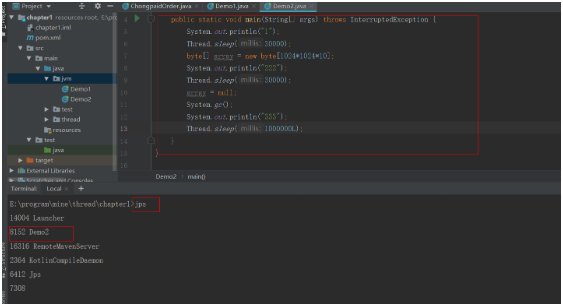 Project
chapter1 resources root, E:\
chapter1.iml
pom.xml
src
main
java
jvm
Demo1
Demo2
test
thread
resources
test
java
target
External Libraries
Scratches and Consoles
ChongpaidOrder.java
Demo1.java
Demo2.java
4 public static void main(String[] args) throws InterruptedException {
5 System.out.println("1");
6 Thread.sleep( millis: 30000);
7 byte[] array = new byte[1024*1024*10];
8 System.out.println("222");
9 Thread.sleep( millis: 30000);
10 array = null;
11 System.gc();
12 System.out.println("333");
13 Thread.sleep( millis: 1000000L);
14 }
15 }
16
Demo2 › main()
Terminal Local × +
E:\program\mine\thread\chapter1>jps
14004 Launcher
8152 Demo2
16316 RemoteMavenServer
2364 KotlinCompileDaemon
6412 Jps
7308